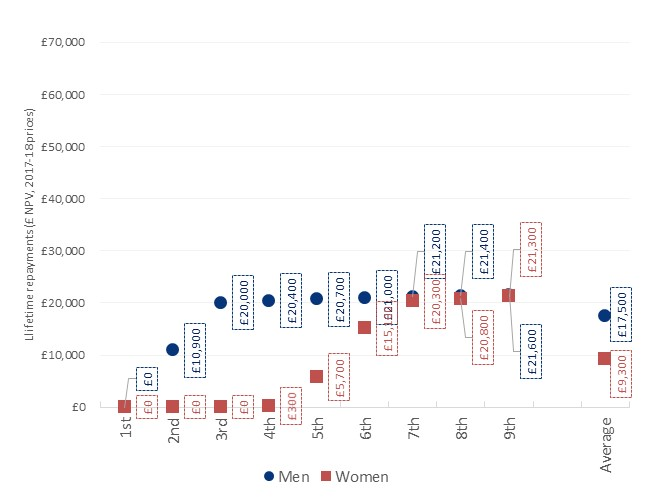 £70,000
£60,000
£50,000
£40,000
£30,000
£20,000
£10,000
£0
Llifetime repayments (£ NPV, 2017-18 prices)
£0
£10,900
£20,000
£20,400
£20,700
£21,000
£21,200
£21,400
£21,600
£17,500
£0
£0
£0
£300
£5,700
£20,300
£20,800
£21,300
£9,300
1st
2nd
3rd
4th
5th
6th
7th
8th
9th
Average
Men
Women